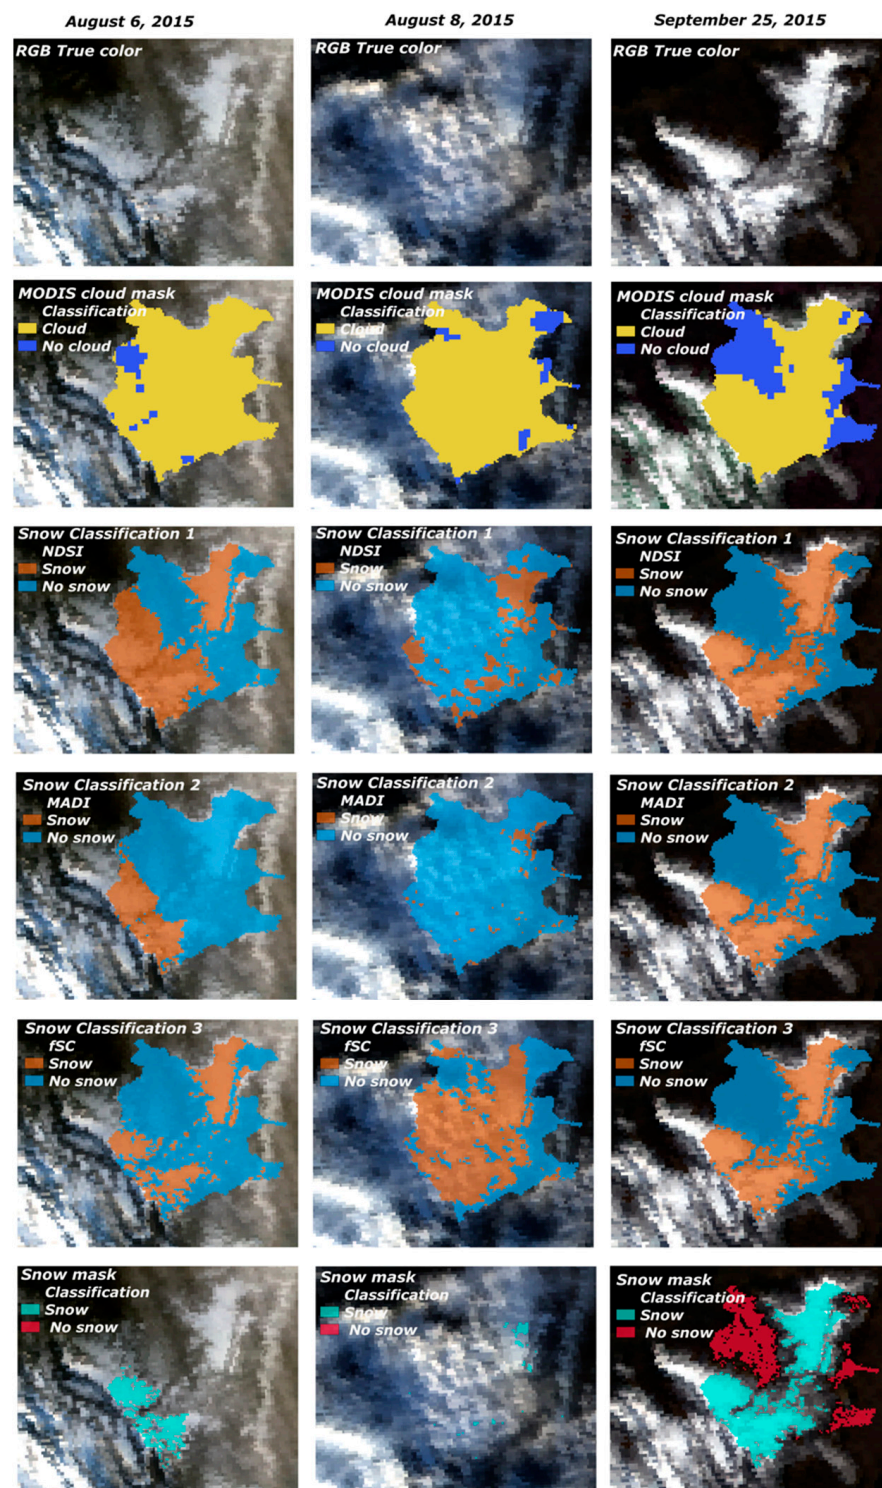 August 6, 2015
August 8, 2015
September 25, 2015
RGB True color
RGB True color
RGB True color
MODIS cloud mask
Classification
Cloud
No cloud
MODIS cloud mask
Classification
Cloud
No cloud
MODIS cloud mask
Classification
Cloud
No cloud
Snow Classification 1
NDSI
Snow
No snow
Snow Classification 1
NDSI
Snow
No snow
Snow Classification 1
NDSI
Snow
No snow
Snow Classification 2
MADI
Snow
No snow
Snow Classification 2
MADI
Snow
No snow
Snow Classification 2
MADI
Snow
No snow
Snow Classification 3
fSC
Snow
No snow
Snow Classification 3
fSC
Snow
No snow
Snow Classification 3
fSC
Snow
No snow
Snow mask
Classification
Snow
No snow
Snow mask
Classification
Snow
No snow
Snow mask
Classification
Snow
No snow